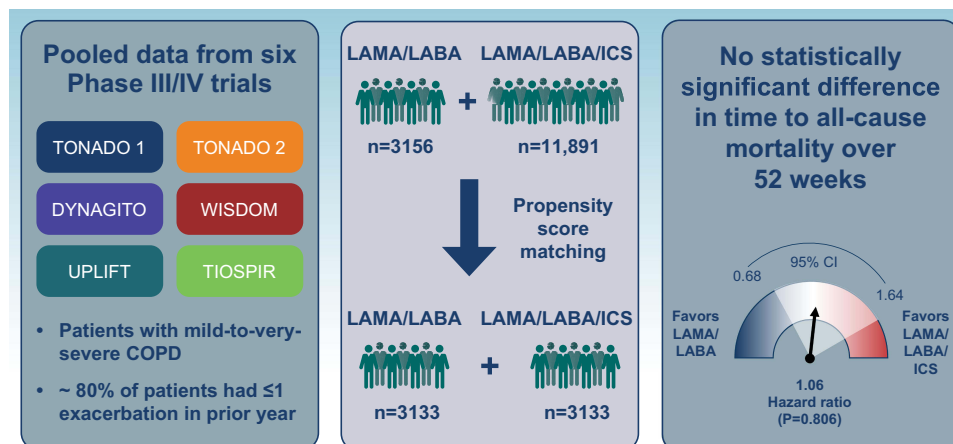 Pooled data from six
Phase III/IV trials
TONADO 1
TONADO 2
DYNAGITO
WISDOM
UPLIFT
TIOSPIR
• Patients with mild-to-very-
severe COPD
• ~ 80% of patients had ≤1
exacerbation in prior year
LAMA/LABA
LAMA/LABA/ICS
+
n=3156
n=11,891
Propensity
score
matching
LAMA/LABA
LAMA/LABA/ICS
+
n=3133
n=3133
No statistically
significant difference
in time to all-cause
mortality over
52 weeks
95% CI
0.68
1.64
Favors
LAMA/
LABA
Favors
LAMA/
LABA/
ICS
1.06
Hazard ratio
(P=0.806)